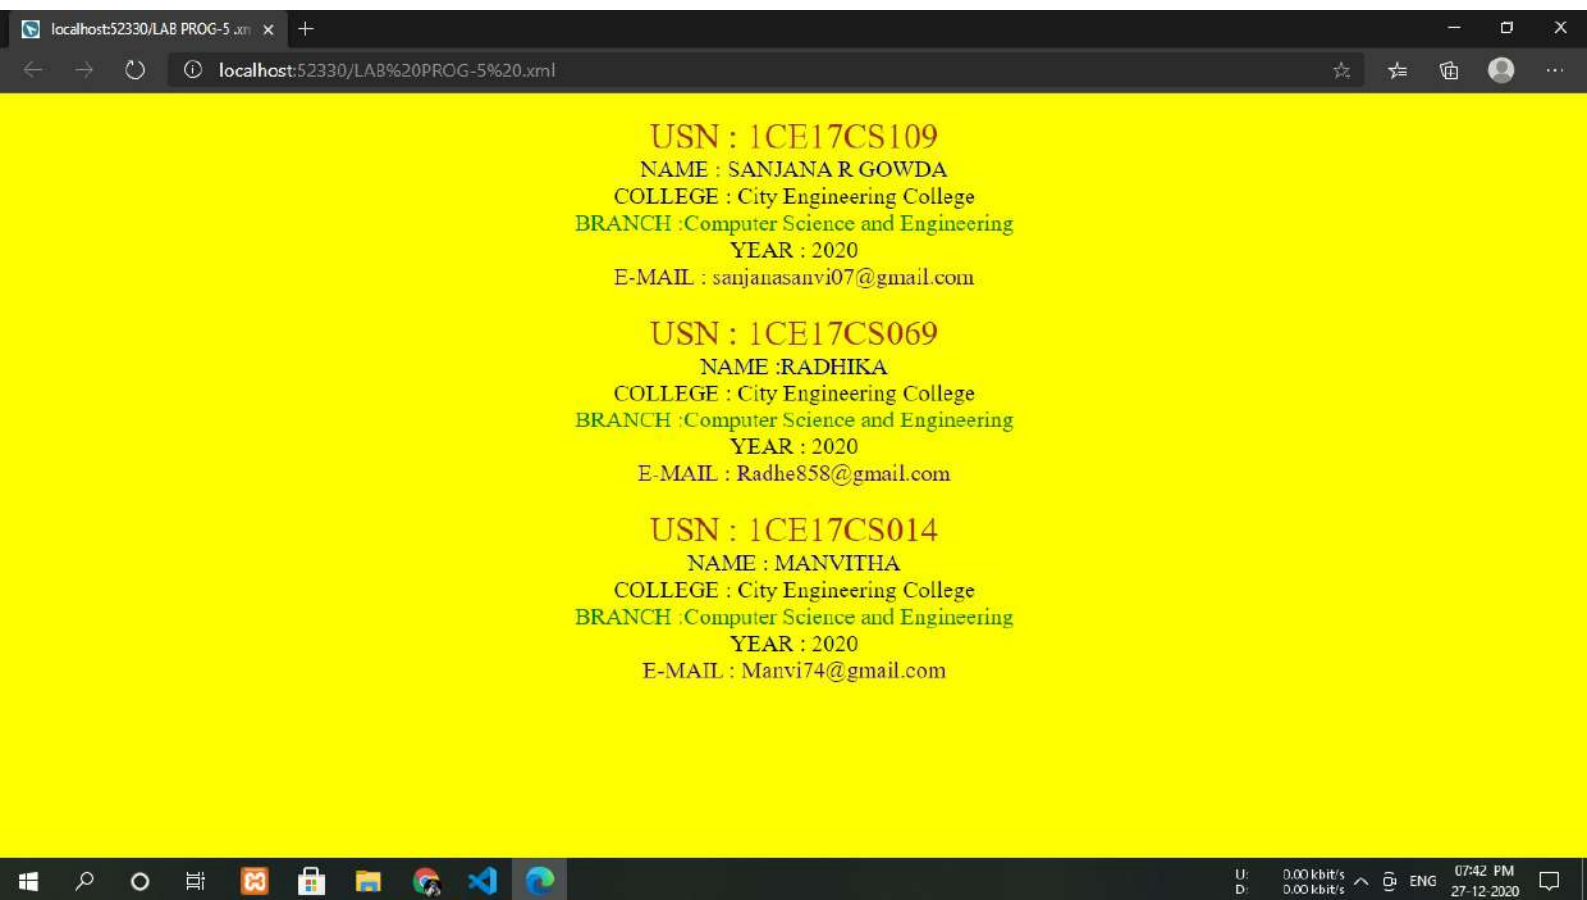 localhost:52330/LAB PROG-5 .xn
localhost:52330/LAB%20PROG-5%20.xml
USN : 1CE17CS109
NAME : SANJANA R GOWDA
COLLEGE : City Engineering College
BRANCH :Computer Science and Engineering
YEAR : 2020
E-MAIL : sanjanasanvi07@gmail.com
USN : 1CE17CS069
NAME :RADHIKA
COLLEGE : City Engineering College
BRANCH :Computer Science and Engineering
YEAR : 2020
E-MAIL : Radhe858@gmail.com
USN : 1CE17CS014
NAME : MANVITHA
COLLEGE : City Engineering College
BRANCH :Computer Science and Engineering
YEAR : 2020
E-MAIL : Manvi74@gmail.com
U: 0.00 kbit/s
D: 0.00 kbit/s
ENG
07:42 PM
27-12-2020